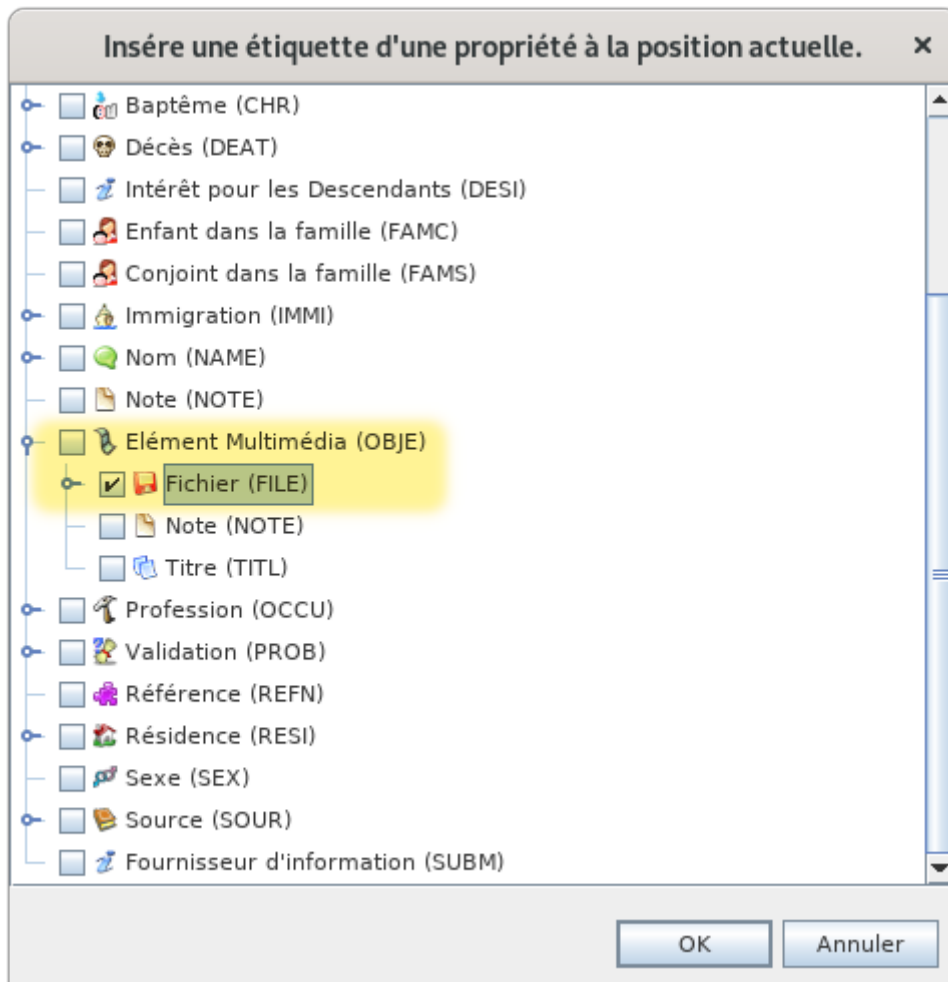 Insére une étiquette d'une propriété à la position actuelle.
Baptême (CHR)
Décès (DEAT)
Intérêt pour les Descendants (DESI)
Enfant dans la famille (FAMC)
Conjoint dans la famille (FAMS)
Immigration (IMMI)
Nom (NAME)
Note (NOTE)
Elément Multimédia (OBJE)
Fichier (FILE)
Note (NOTE)
Titre (TITL)
Profession (OCCU)
Validation (PROB)
Référence (REFN)
Résidence (RESI)
Sexe (SEX)
Source (SOUR)
Fournisseur d'information (SUBM)
OK Annuler